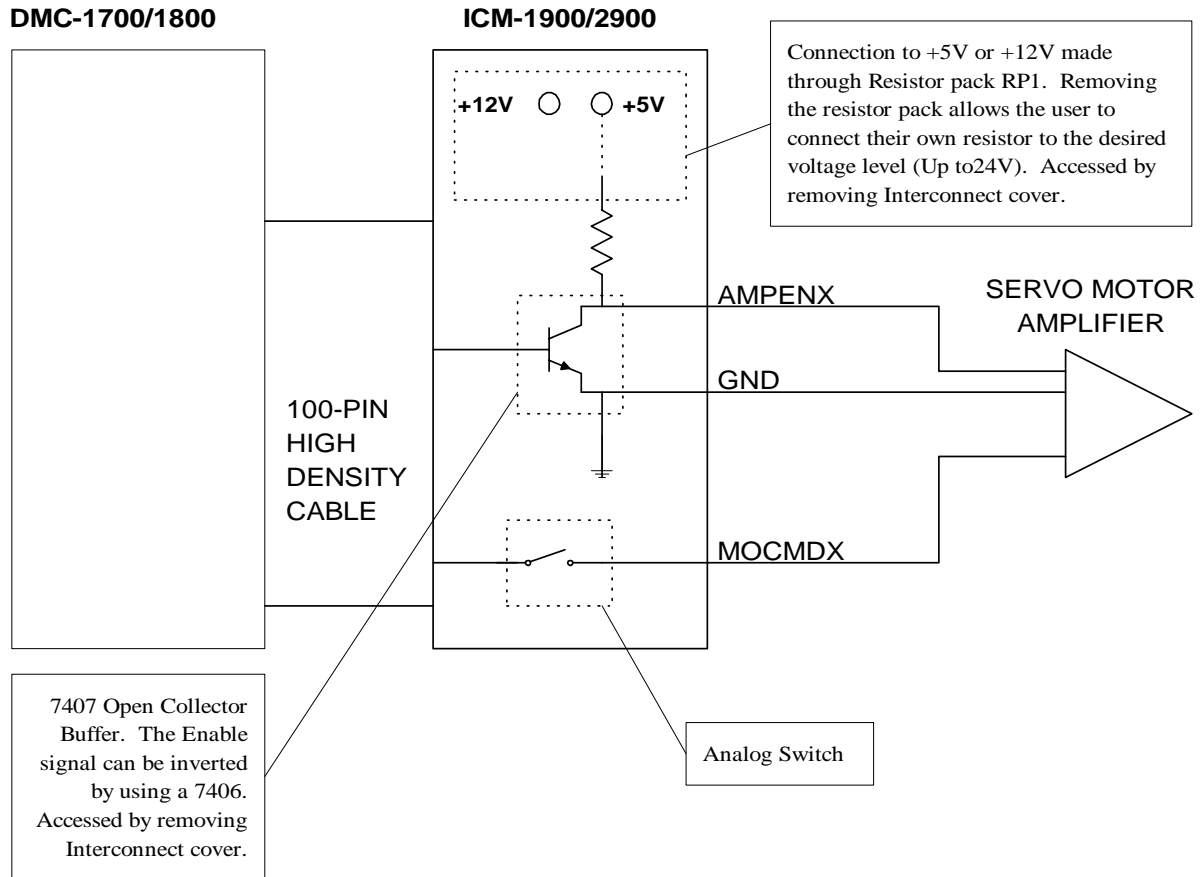 DMC-1700/1800
ICM-1900/2900
Connection to +5V or +12V made
through Resistor pack RP1. Removing
the resistor pack allows the user to
connect their own resistor to the desired
voltage level (Up to24V). Accessed by
removing Interconnect cover.
+12V
+5V
AMPENX
SERVO MOTOR
AMPLIFIER
GND
100-PIN
HIGH
DENSITY
CABLE
MOCMDX
7407 Open Collector
Buffer. The Enable
signal can be inverted
by using a 7406.
Accessed by removing
Interconnect cover.
Analog Switch